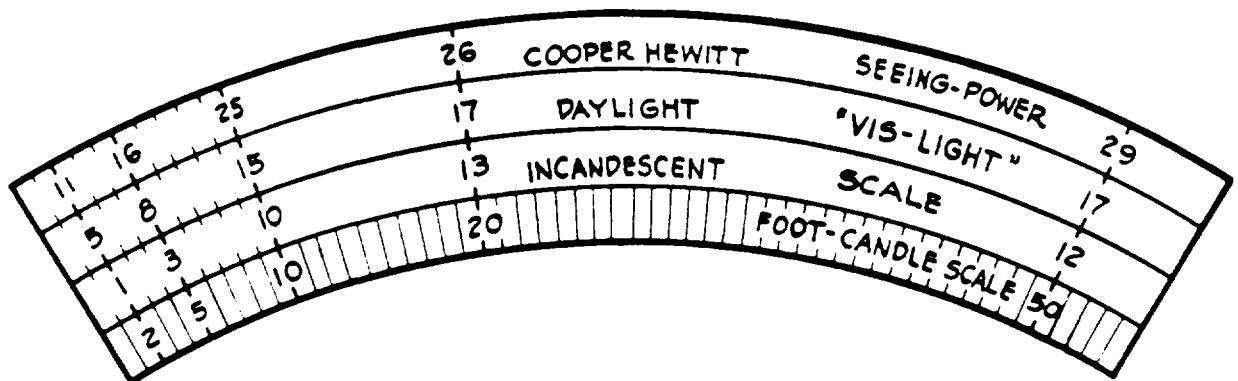 11 16 25 26 COOPER HEWITT SEEING-POWER 29
5 8 15 17 DAYLIGHT "VIS-LIGHT" 17
1 3 10 13 INCANDESCENT SCALE 12
2 5 10 20 FOOT-CANDLE SCALE 50